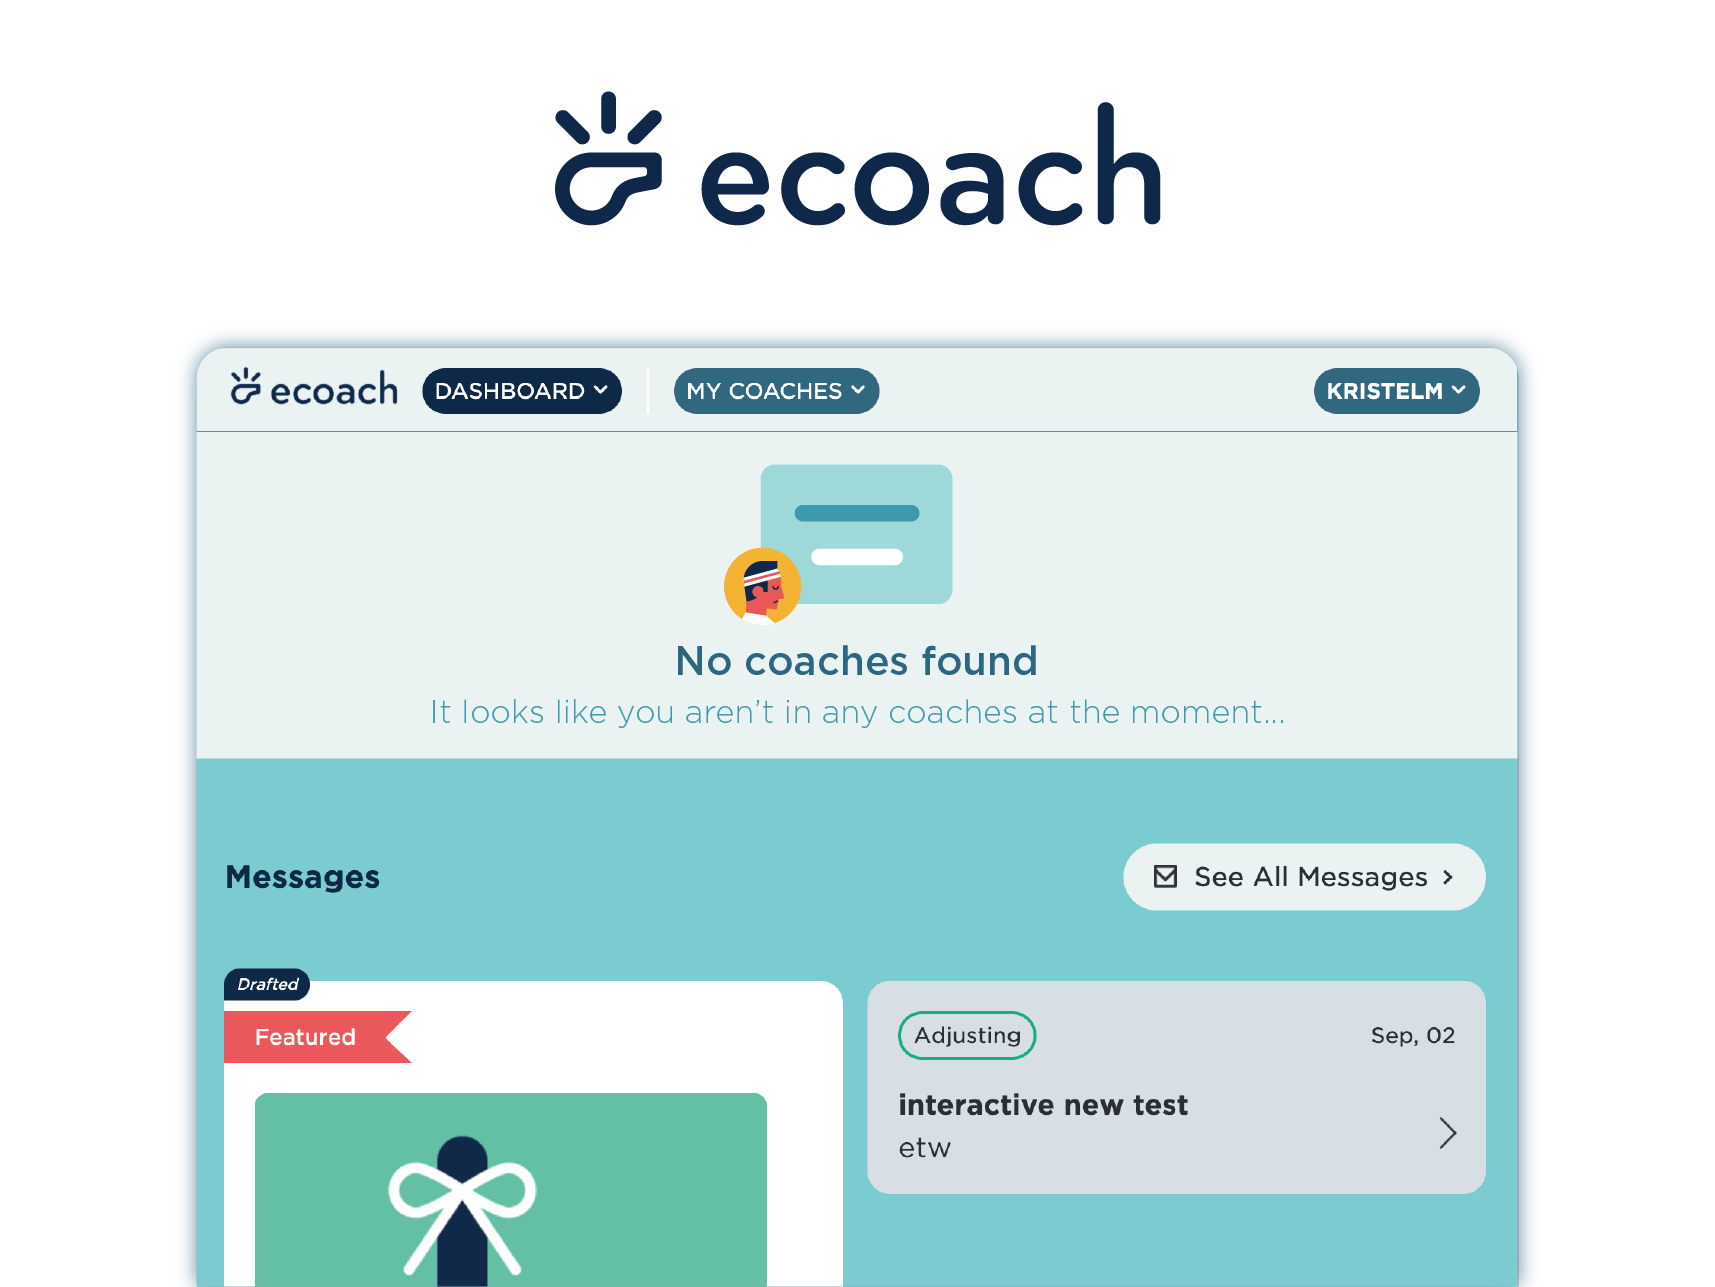 ecoach
ecoach DASHBOARD MY COACHES KRISTELM
No coaches found
It looks like you aren't in any coaches at the moment...
Messages
See All Messages
Drafted
Featured
Adjusting
Sep, 02
interactive new test
etw